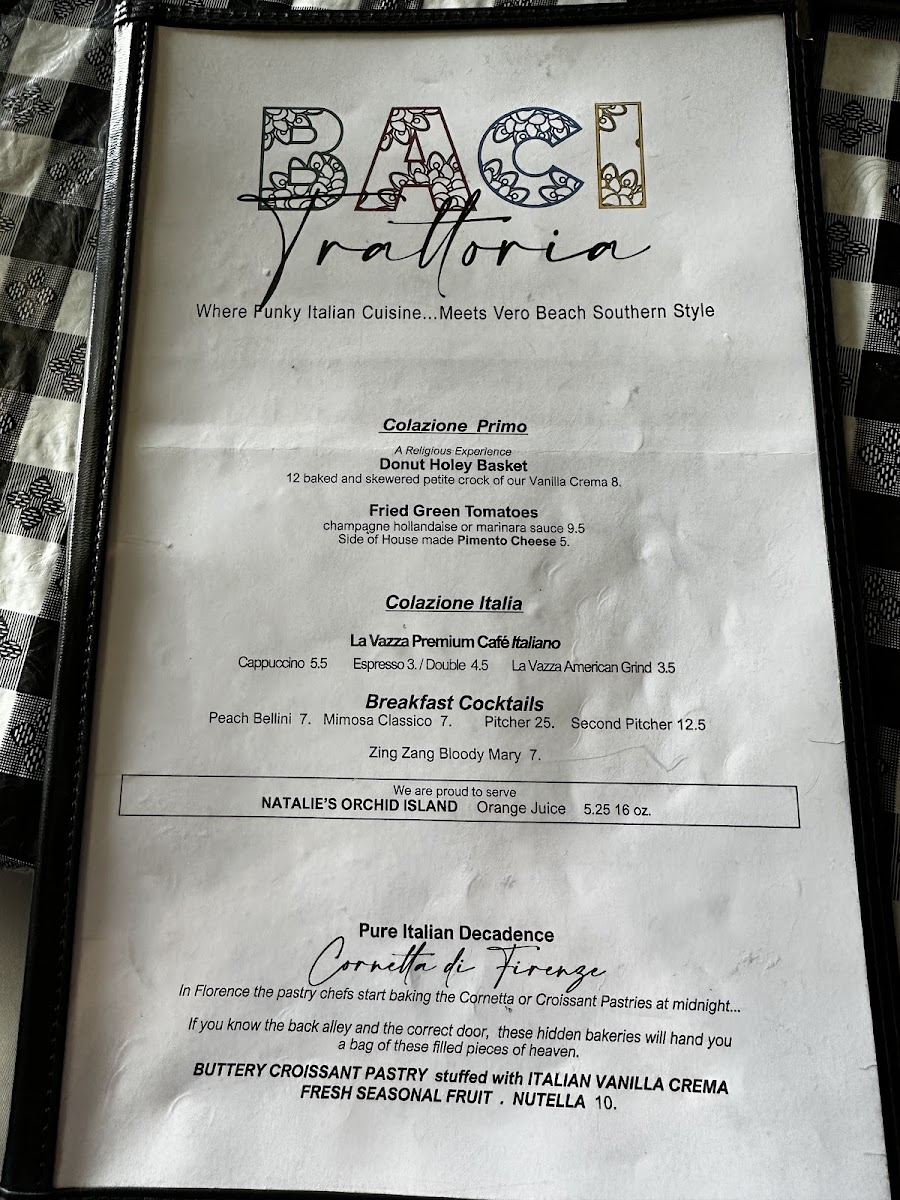 BACI
Trattoria
Where Funky Italian Cuisine...Meets Vero Beach Southern Style
Colazione Primo
A Religious Experience
Donut Holey Basket
12 baked and skewered petite crock of our Vanilla Crema 8.
Fried Green Tomatoes
champagne hollandaise or marinara sauce 9.5
Side of House made Pimento Cheese 5.
Colazione Italia
La Vazza Premium Café Italiano
Cappuccino 5.5 Espresso 3. / Double 4.5 La Vazza American Grind 3.5
Breakfast Cocktails
Peach Bellini 7. Mimosa Classico 7. Pitcher 25. Second Pitcher 12.5
Zing Zang Bloody Mary 7.
We are proud to serve
NATALIE'S ORCHID ISLAND Orange Juice 5.25 16 oz.
Pure Italian Decadence
Cornetta di Firenze
In Florence the pastry chefs start baking the Cornetta or Croissant Pastries at midnight...
If you know the back alley and the correct door, these hidden bakeries will hand you
a bag of these filled pieces of heaven.
BUTTERY CROISSANT PASTRY stuffed with ITALIAN VANILLA CREMA
FRESH SEASONAL FRUIT . NUTELLA 10.